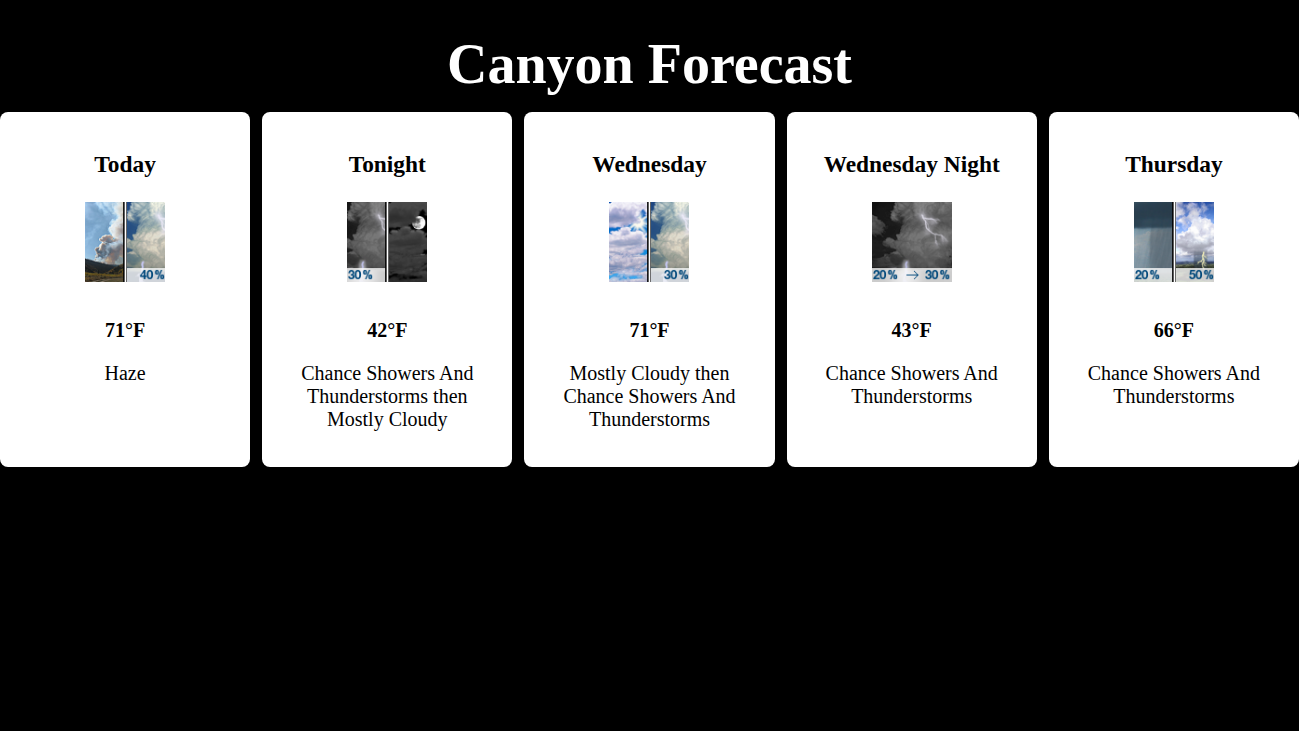 Canyon Forecast
Today
40%
71°F
Haze
Tonight
30%
42°F
Chance Showers And
Thunderstorms then
Mostly Cloudy
Wednesday
30%
71°F
Mostly Cloudy then
Chance Showers And
Thunderstorms
Wednesday Night
20% → 30%
43°F
Chance Showers And
Thunderstorms
Thursday
20% 50%
66°F
Chance Showers And
Thunderstorms